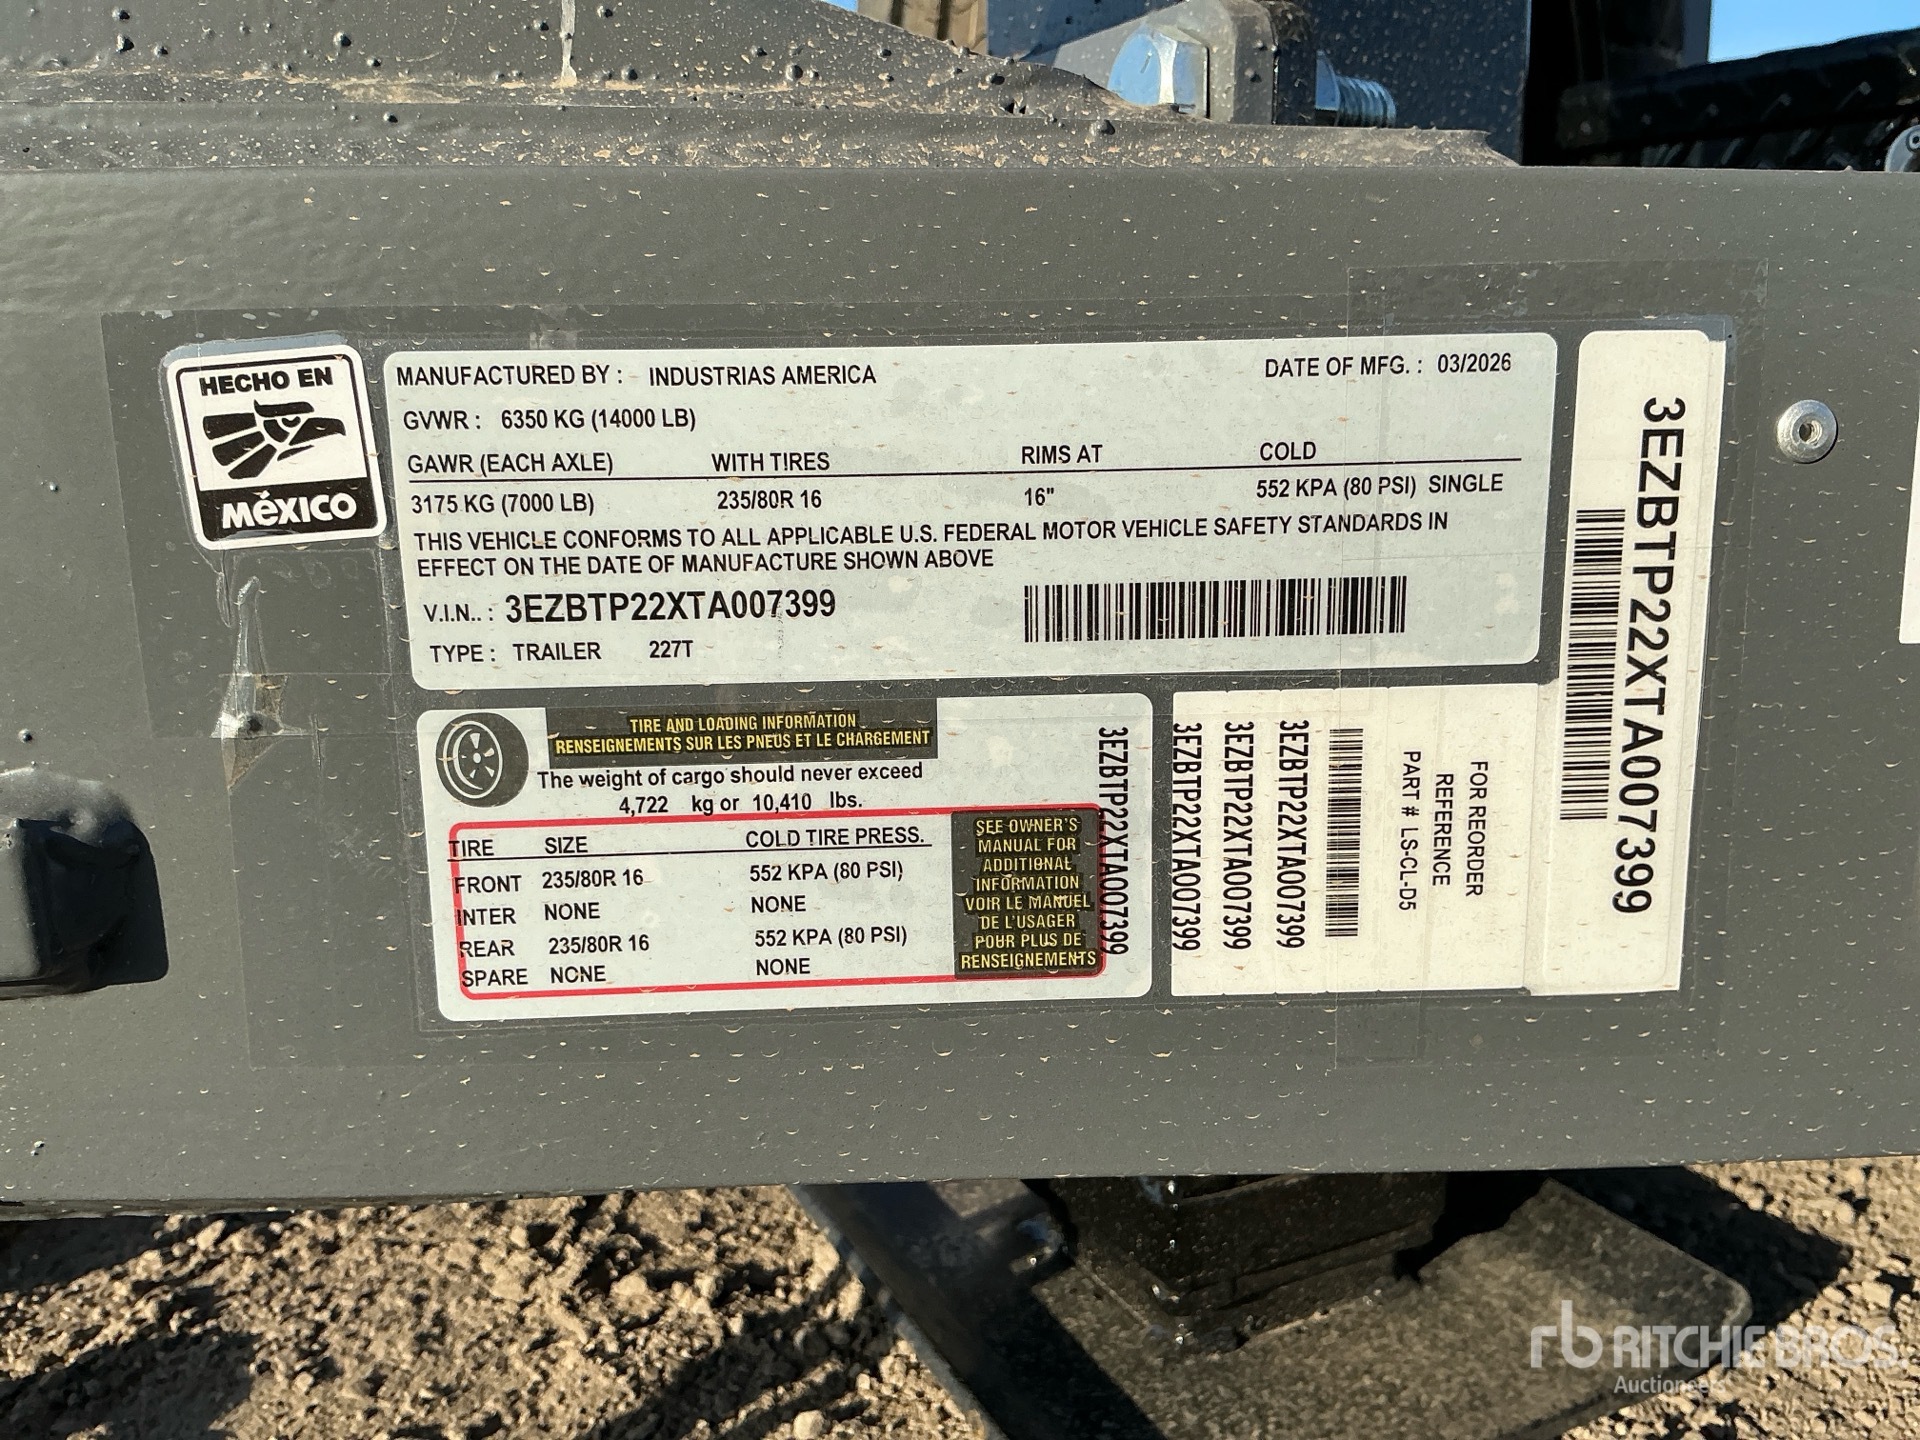 HECHO EN
MéXICO
MANUFACTURED BY : INDUSTRIAS AMERICA DATE OF MFG. : 03/2026
GVWR : 6350 KG (14000 LB)
GAWR (EACH AXLE) WITH TIRES RIMS AT COLD
3175 KG (7000 LB) 235/80R 16 16" 552 KPA (80 PSI) SINGLE
THIS VEHICLE CONFORMS TO ALL APPLICABLE U.S. FEDERAL MOTOR VEHICLE SAFETY STANDARDS IN
EFFECT ON THE DATE OF MANUFACTURE SHOWN ABOVE
V.I.N.. : 3EZBTP22XTA007399
TYPE : TRAILER 227T
TIRE AND LOADING INFORMATION
RENSEIGNEMENTS SUR LES PNEUS ET LE CHARGEMENT
The weight of cargo should never exceed
4,722 kg or 10,410 lbs.
TIRE SIZE COLD TIRE PRESS.
FRONT 235/80R 16 552 KPA (80 PSI)
INTER NONE NONE
REAR 235/80R 16 552 KPA (80 PSI)
SPARE NONE NONE
SEE OWNER'S
MANUAL FOR
ADDITIONAL
INFORMATION
VOIR LE MANUEL
DE L'USAGER
POUR PLUS DE
RENSEIGNEMENTS
3EZBTP22XTA007399
3EZBTP22XTA007399
3EZBTP22XTA007399
3EZBTP22XTA007399
PART # LS-CL-D5
REFERENCE
FOR REORDER
3EZBTP22XTA007399
rb RITCHIE BROS.
Auctioneers